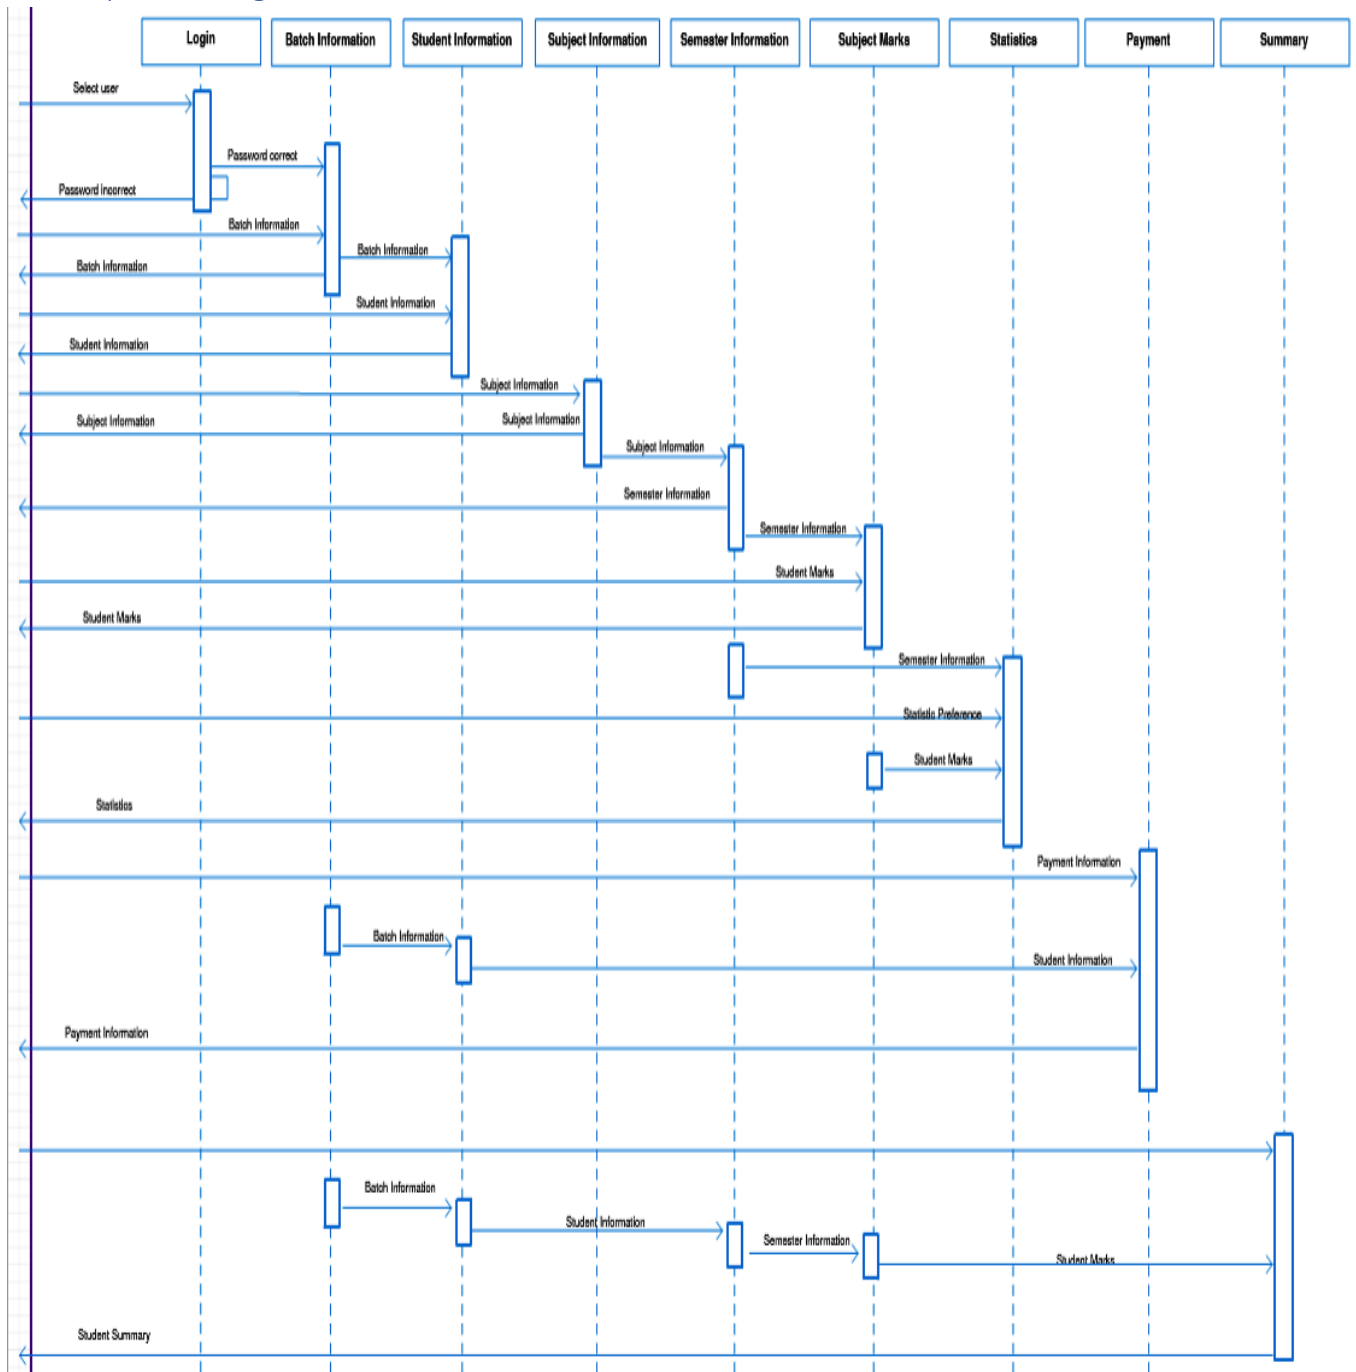 Login
Batch Information
Student Information
Subject Information
Semester Information
Subject Marks
Statistics
Payment
Summary
Select user
Password correct
Password incorrect
Batch Information
Batch Information
Batch Information
Student Information
Student Information
Subject Information
Subject Information
Subject Information
Subject Information
Semester Information
Semester Information
Student Marks
Student Marks
Semester Information
Statistic Preference
Student Marks
Statistics
Payment Information
Batch Information
Student Information
Payment Information
Batch Information
Student Information
Semester Information
Student Marks
Student Summary